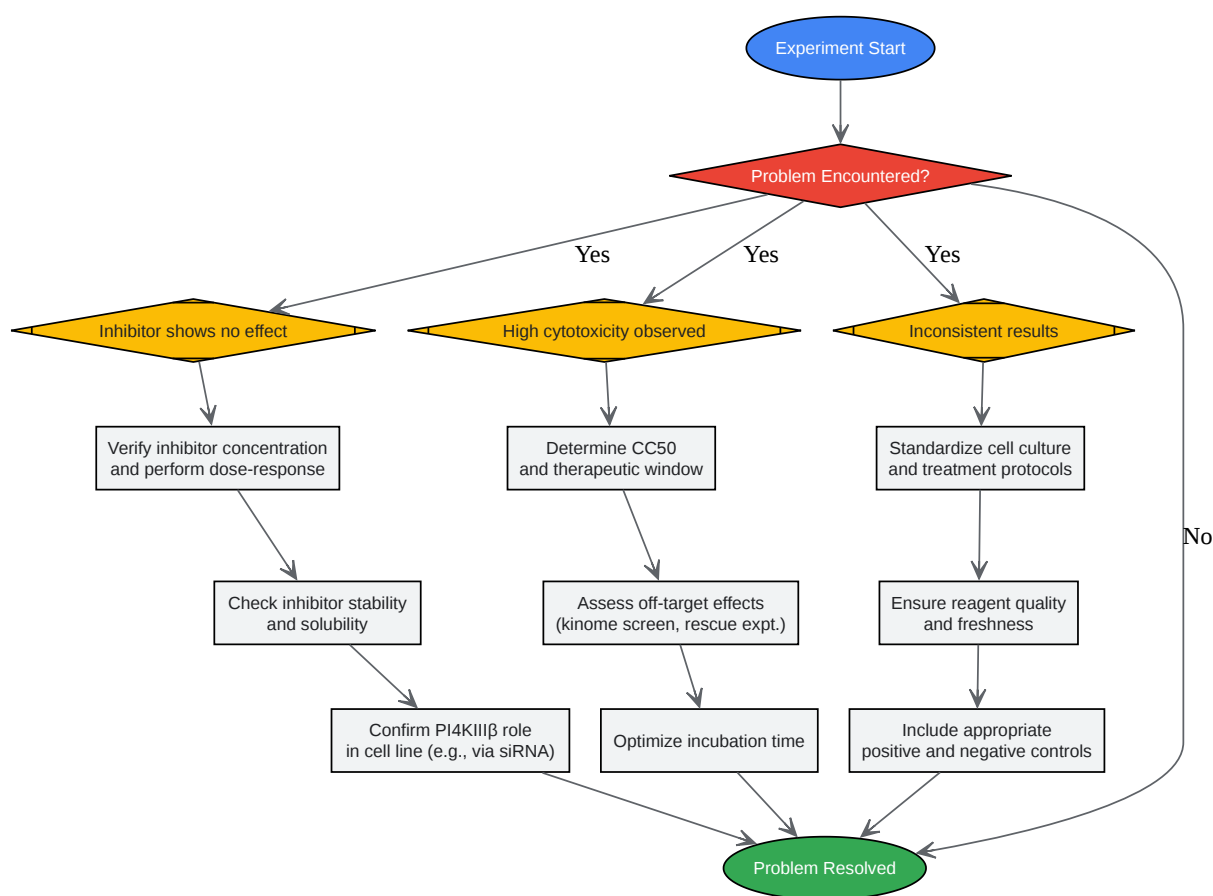 Experiment Start
Problem Encountered?
Yes
Yes
Yes
Inhibitor shows no effect
High cytotoxicity observed
Inconsistent results
Verify inhibitor concentration
and perform dose-response
Determine CC50
and therapeutic window
Standardize cell culture
and treatment protocols
No
Check inhibitor stability
and solubility
Assess off-target effects
(kinome screen, rescue expt.)
Ensure reagent quality
and freshness
Confirm PI4KIIIβ role
in cell line (e.g., via siRNA)
Optimize incubation time
Include appropriate
positive and negative controls
Problem Resolved